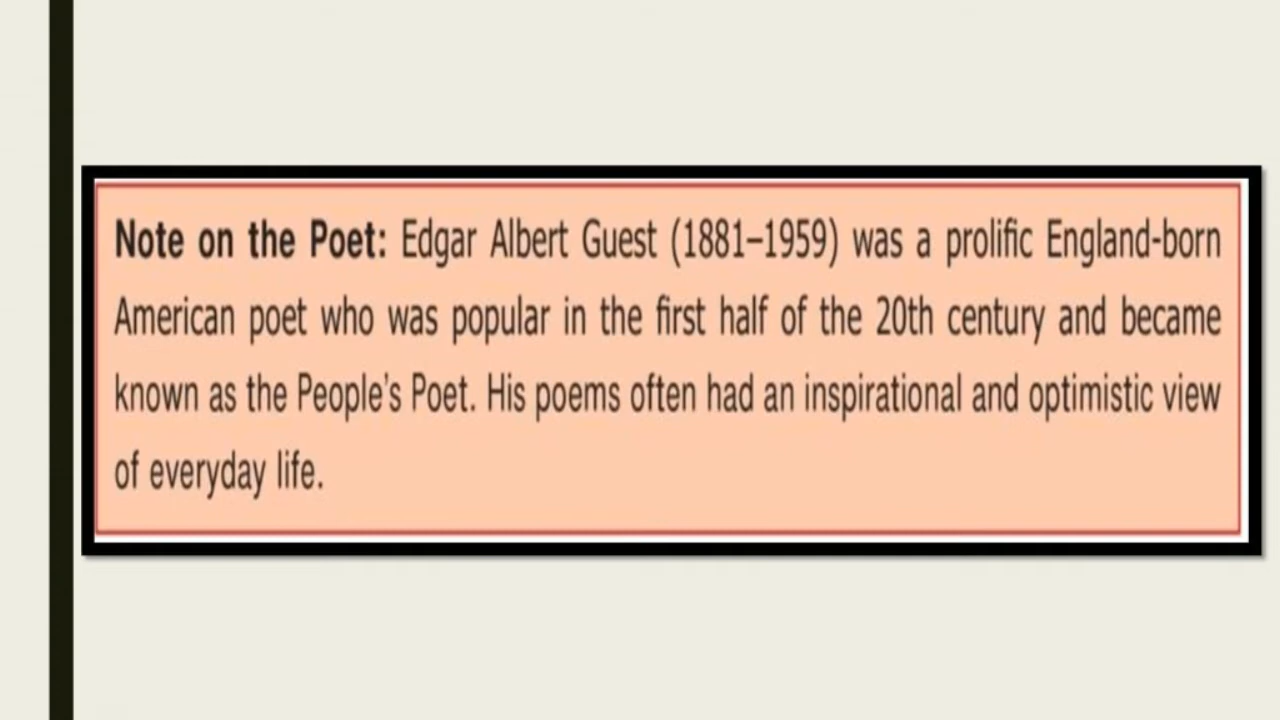 Note on the Poet: Edgar Albert Guest (1881–1959) was a prolific England-born
American poet who was popular in the first half of the 20th century and became
known as the People’s Poet. His poems often had an inspirational and optimistic view
of everyday life.